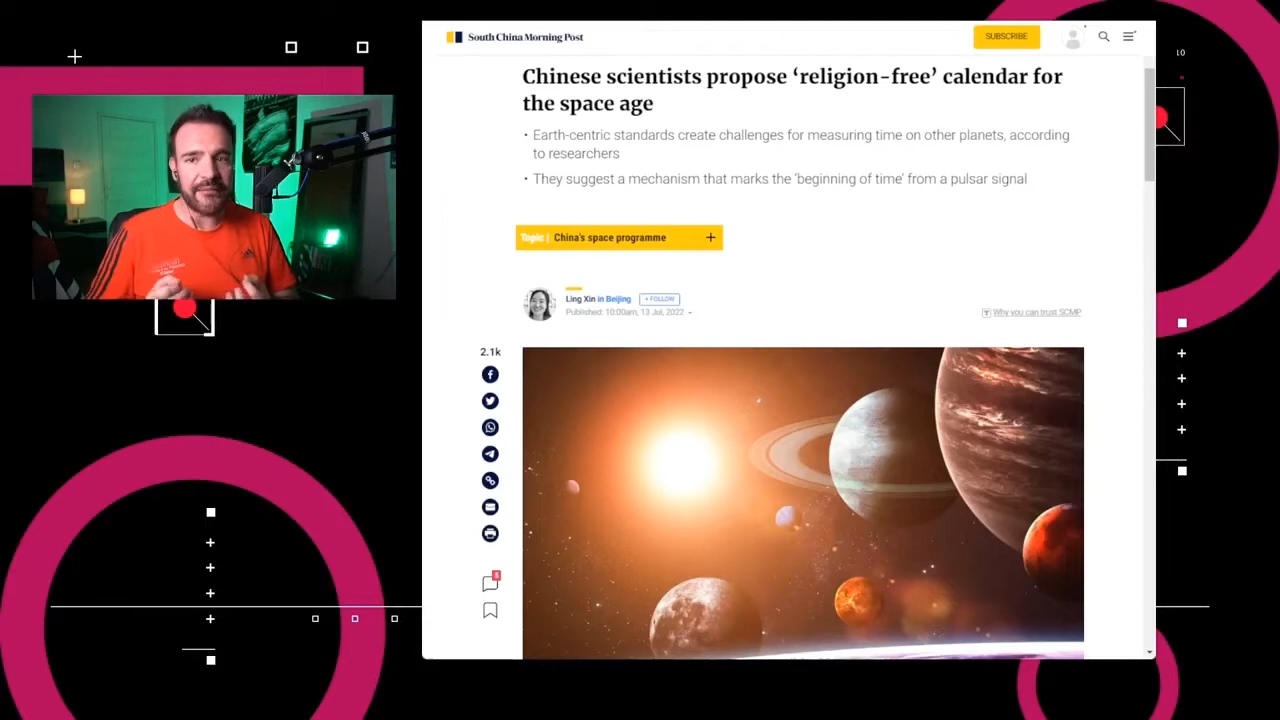 South China Morning Post
SUBSCRIBE
Chinese scientists propose ‘religion-free’ calendar for
the space age
• Earth-centric standards create challenges for measuring time on other planets, according
to researchers
• They suggest a mechanism that marks the ‘beginning of time’ from a pulsar signal
Topic | China's space programme +
Ling Xin in Beijing + FOLLOW
Published: 10:00am, 13 Jul, 2022
Why you can trust SCMP
2.1k
10